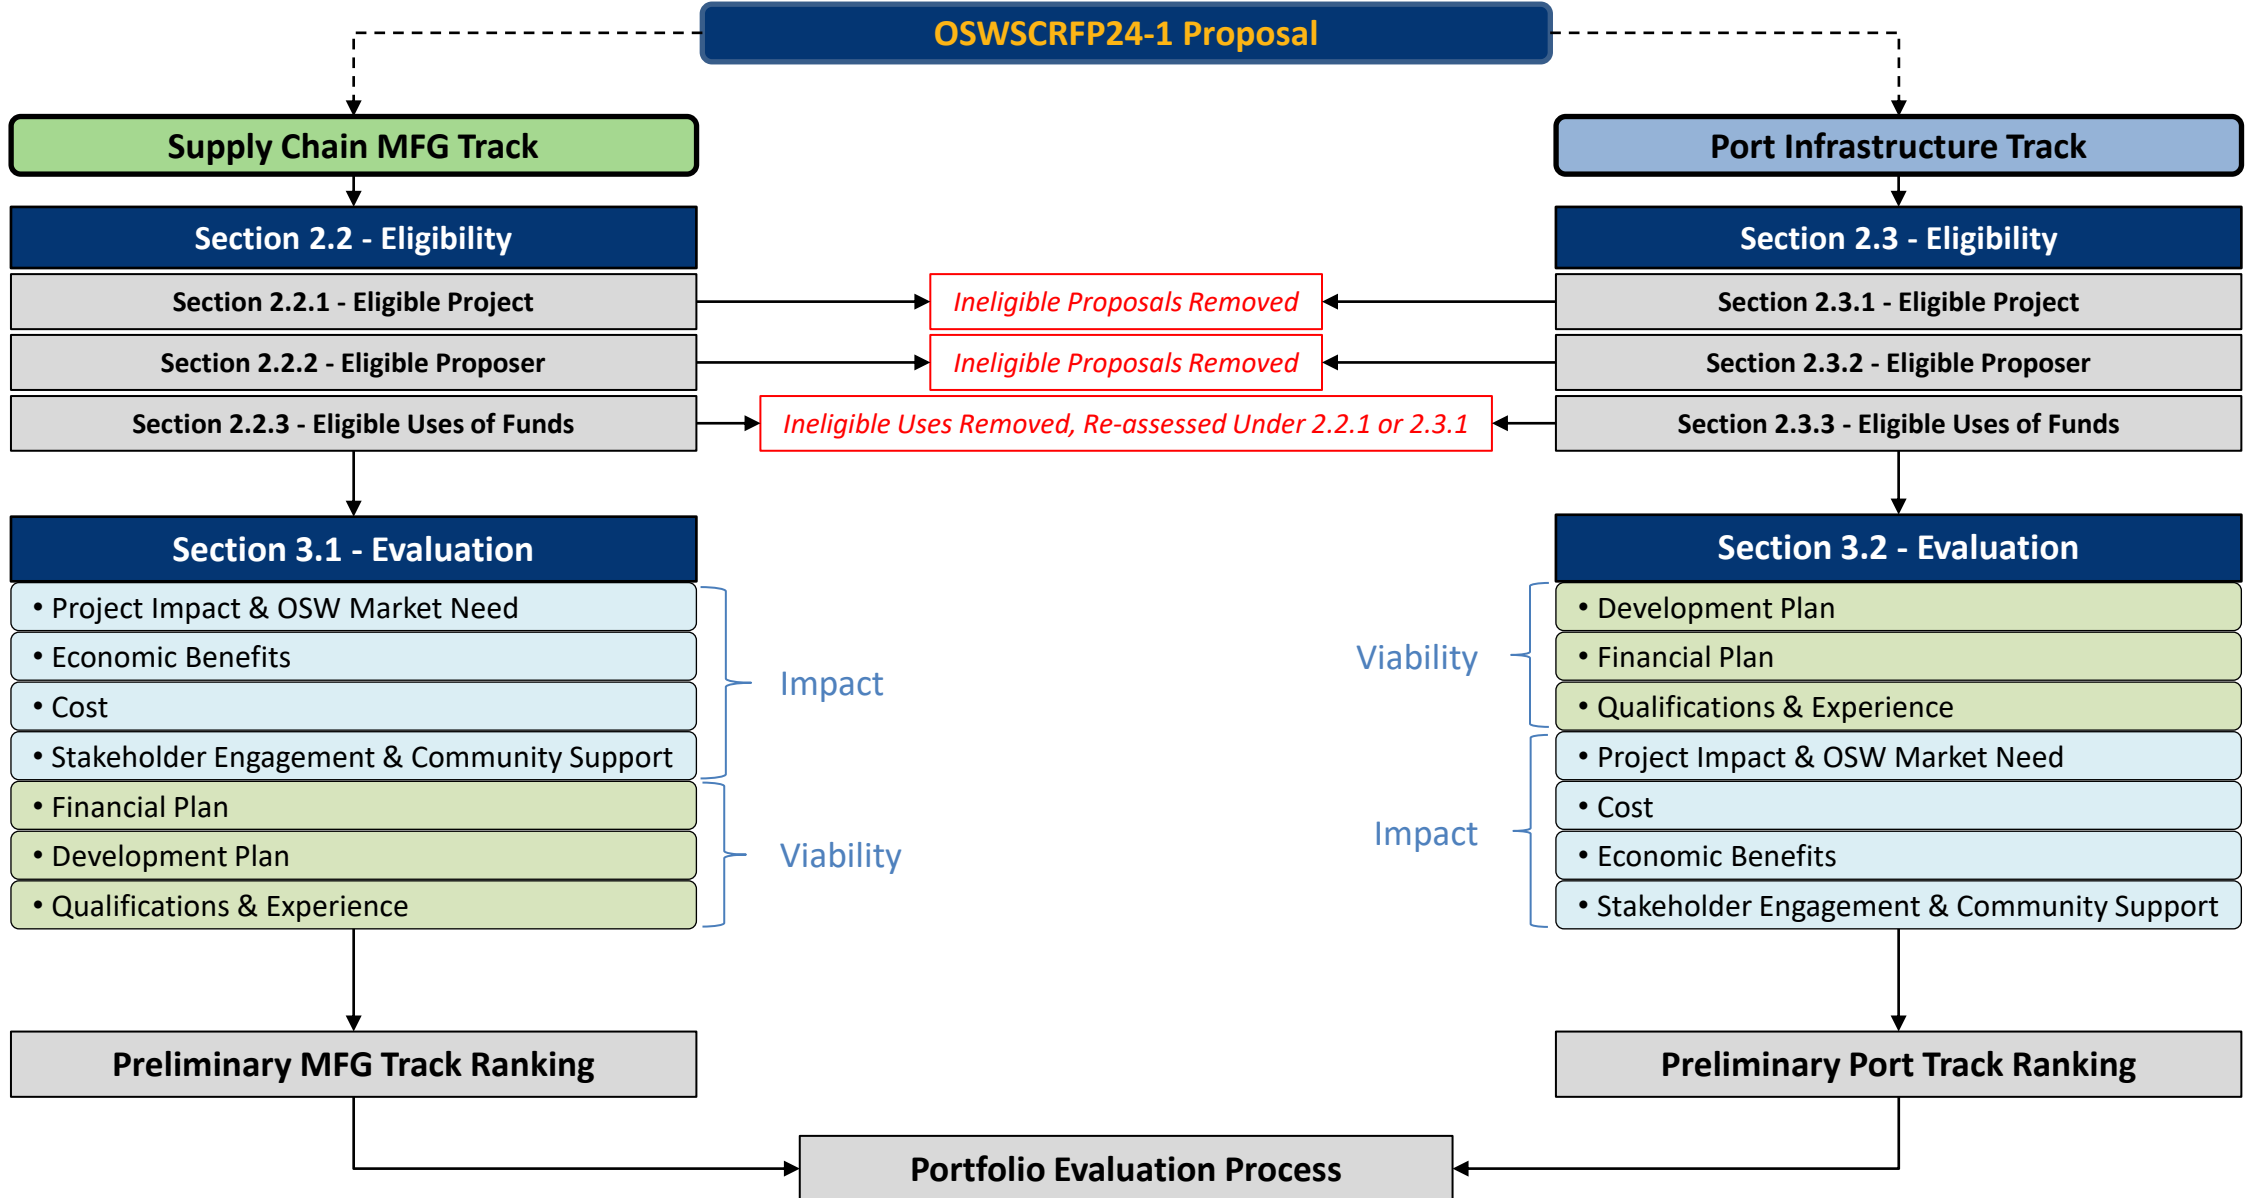 OSWSCRFP24-1 Proposal
Supply Chain MFG Track
Port Infrastructure Track
Section 2.2 - Eligibility
Section 2.3 - Eligibility
Section 2.2.1 - Eligible Project
Ineligible Proposals Removed
Section 2.3.1 - Eligible Project
Section 2.2.2 - Eligible Proposer
Ineligible Proposals Removed
Section 2.3.2 - Eligible Proposer
Section 2.2.3 - Eligible Uses of Funds
Ineligible Uses Removed, Re-assessed Under 2.2.1 or 2.3.1
Section 2.3.3 - Eligible Uses of Funds
Section 3.1 - Evaluation
• Project Impact & OSW Market Need
• Economic Benefits
• Cost
• Stakeholder Engagement & Community Support
Impact
• Financial Plan
• Development Plan
• Qualifications & Experience
Viability
Section 3.2 - Evaluation
Viability
• Development Plan
• Financial Plan
• Qualifications & Experience
Impact
• Project Impact & OSW Market Need
• Cost
• Economic Benefits
• Stakeholder Engagement & Community Support
Preliminary MFG Track Ranking
Preliminary Port Track Ranking
Portfolio Evaluation Process